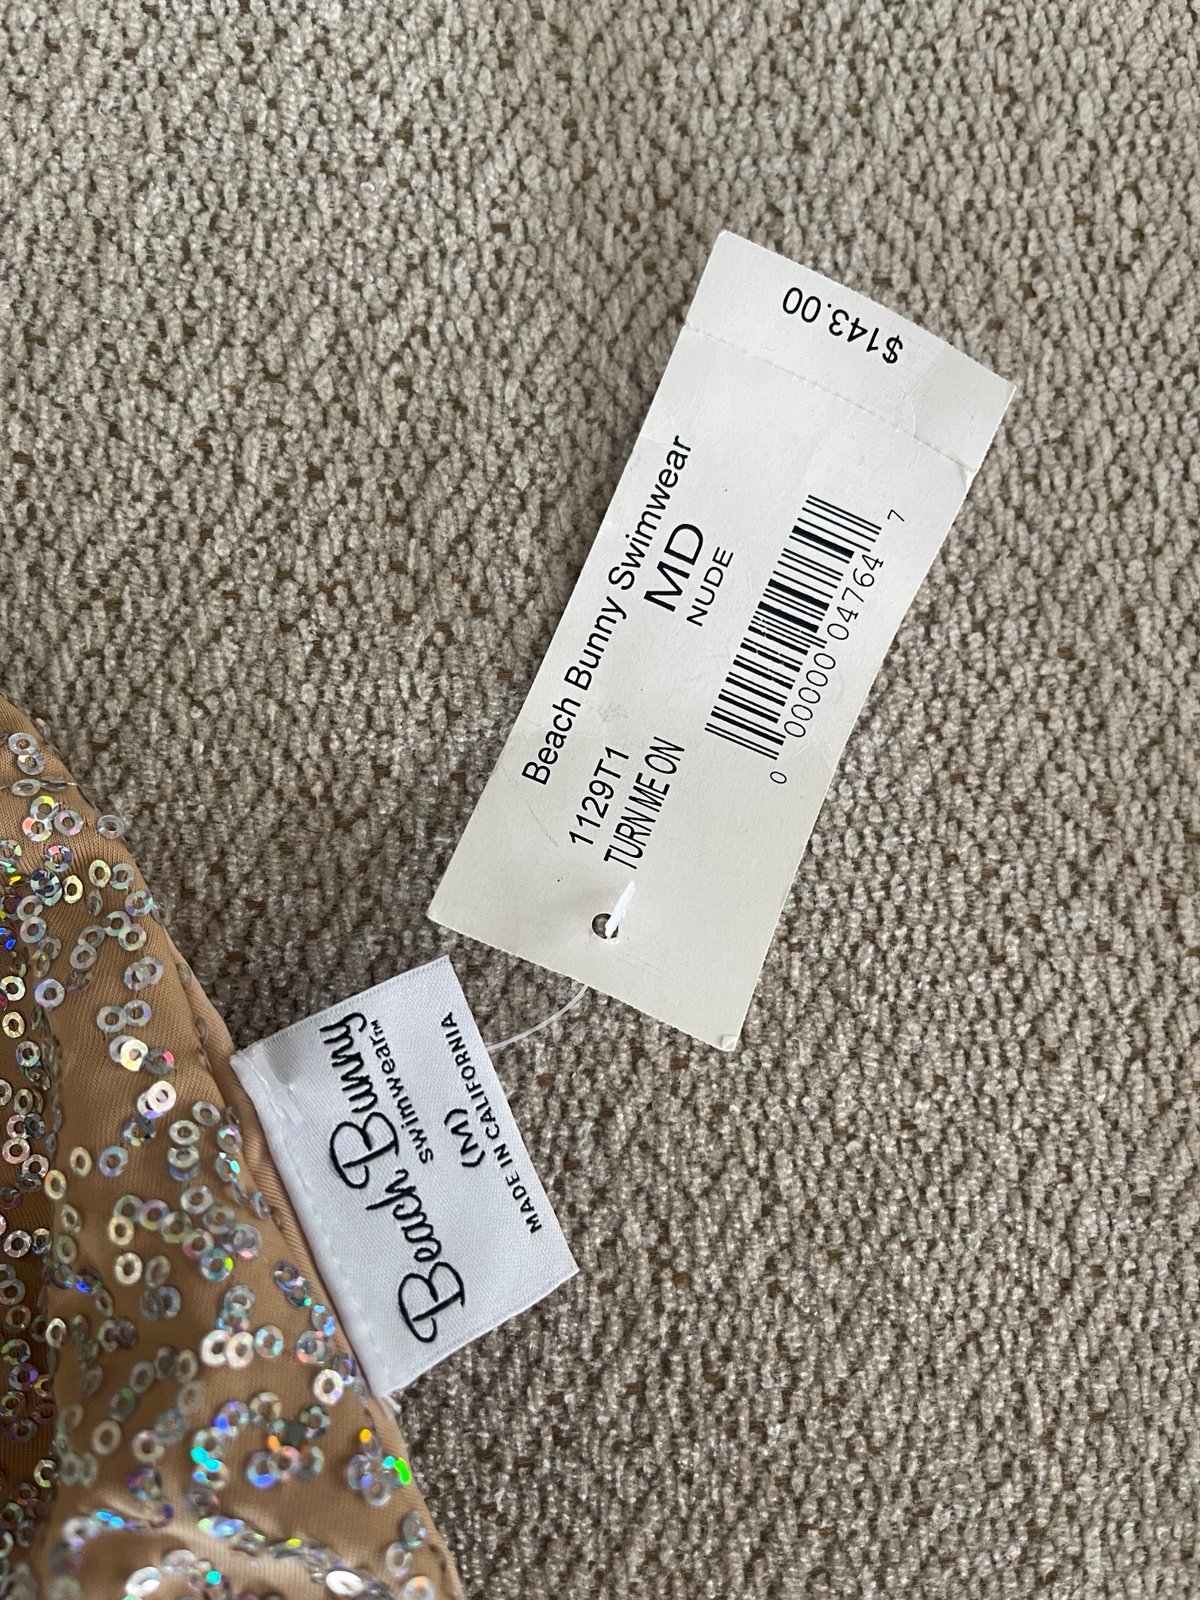 $143.00
Beach Bunny Swimwear
MD
NUDE
1129T1
TURN ME ON
0 00000 04764 7
Beach Bunny
swimwear™
(M)
MADE IN CALIFORNIA